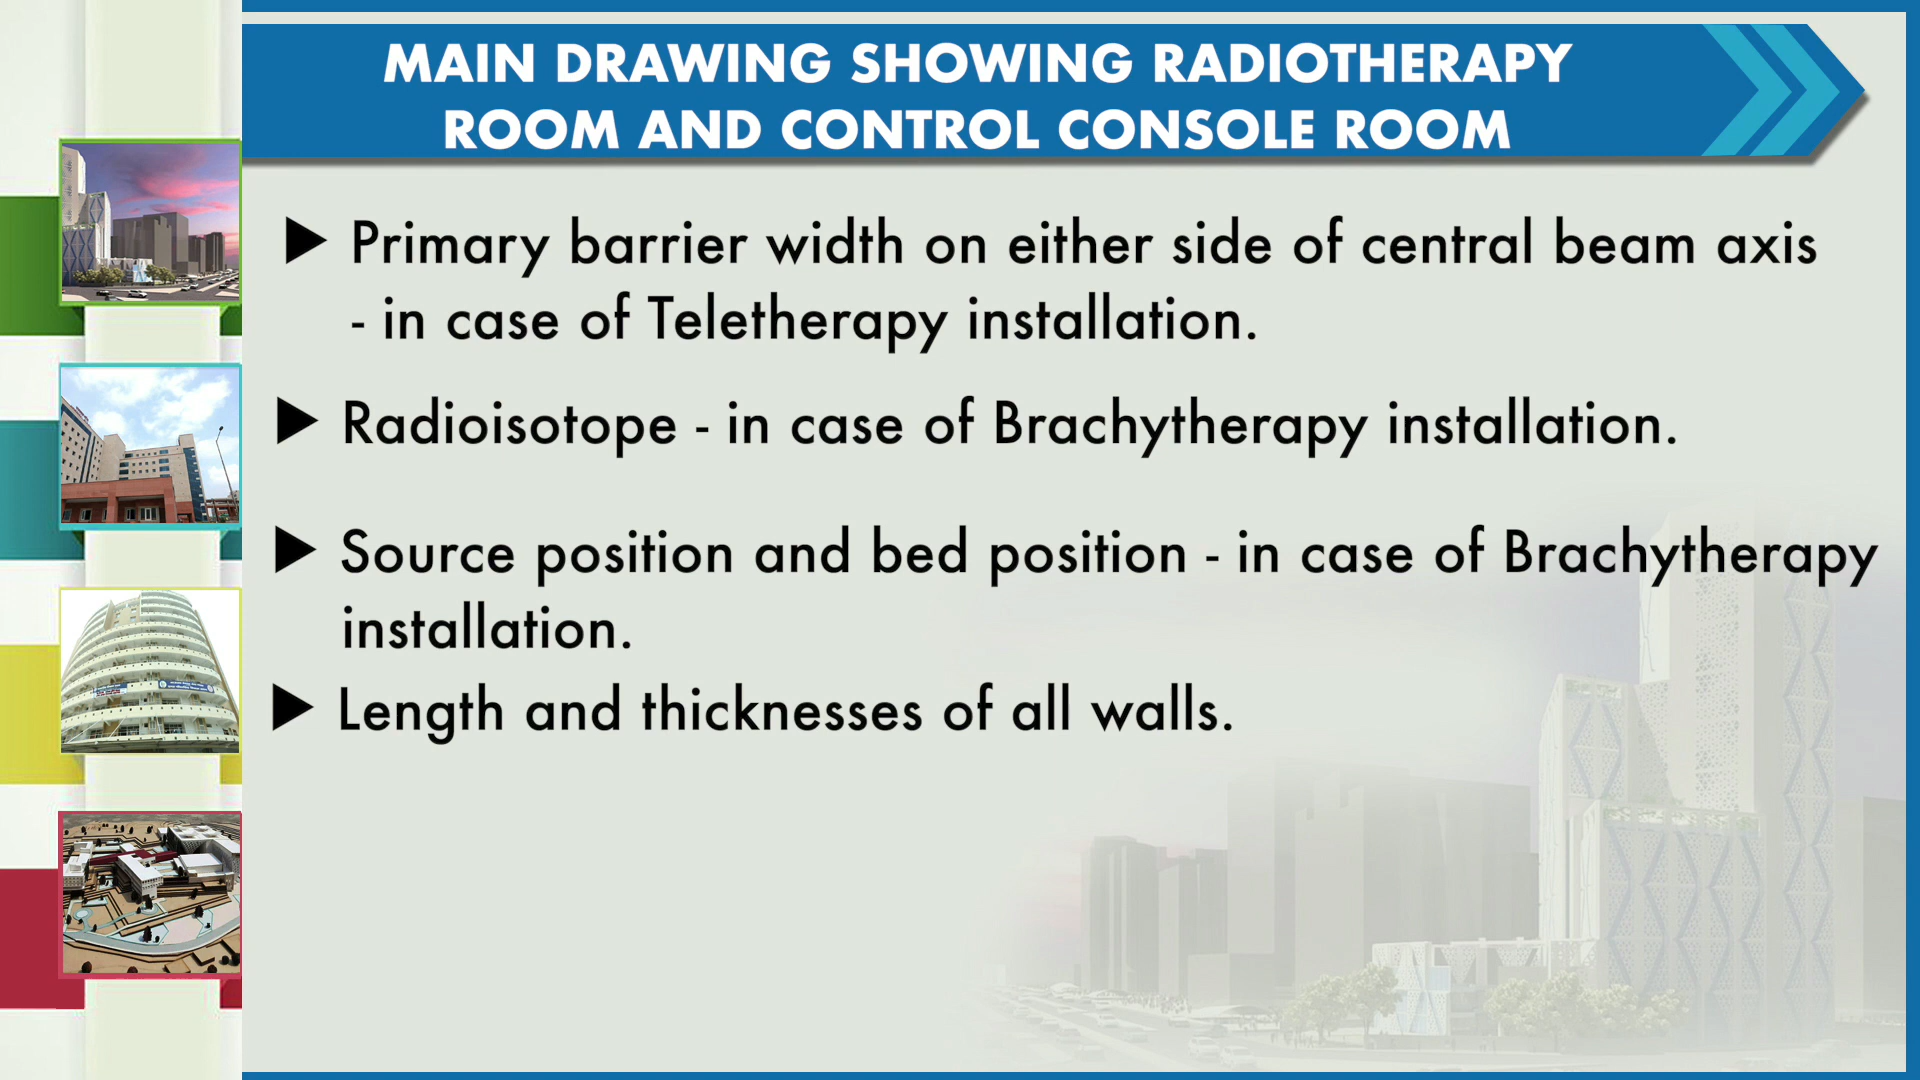 MAIN DRAWING SHOWING RADIOTHERAPY
ROOM AND CONTROL CONSOLE ROOM
▶ Primary barrier width on either side of central beam axis
- in case of Teletherapy installation.
▶ Radioisotope - in case of Brachytherapy installation.
▶ Source position and bed position - in case of Brachytherapy
installation.
▶ Length and thicknesses of all walls.